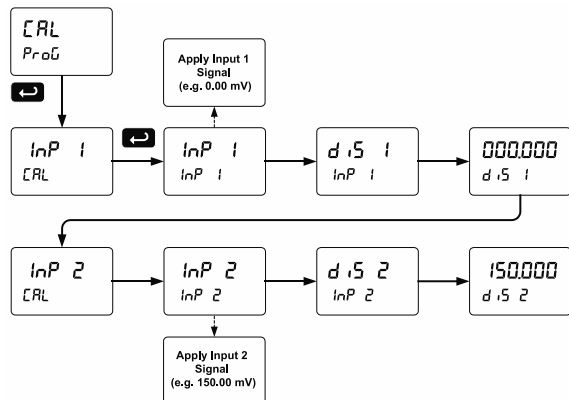 CAL
ProG
Apply Input 1
Signal
(e.g. 0.00 mV)
InP 1
CAL
InP 1
InP 1
diS 1
InP 1
000.000
diS 1
InP 2
CAL
InP 2
InP 2
diS 2
InP 2
150.000
diS 2
Apply Input 2
Signal
(e.g. 150.00 mV)